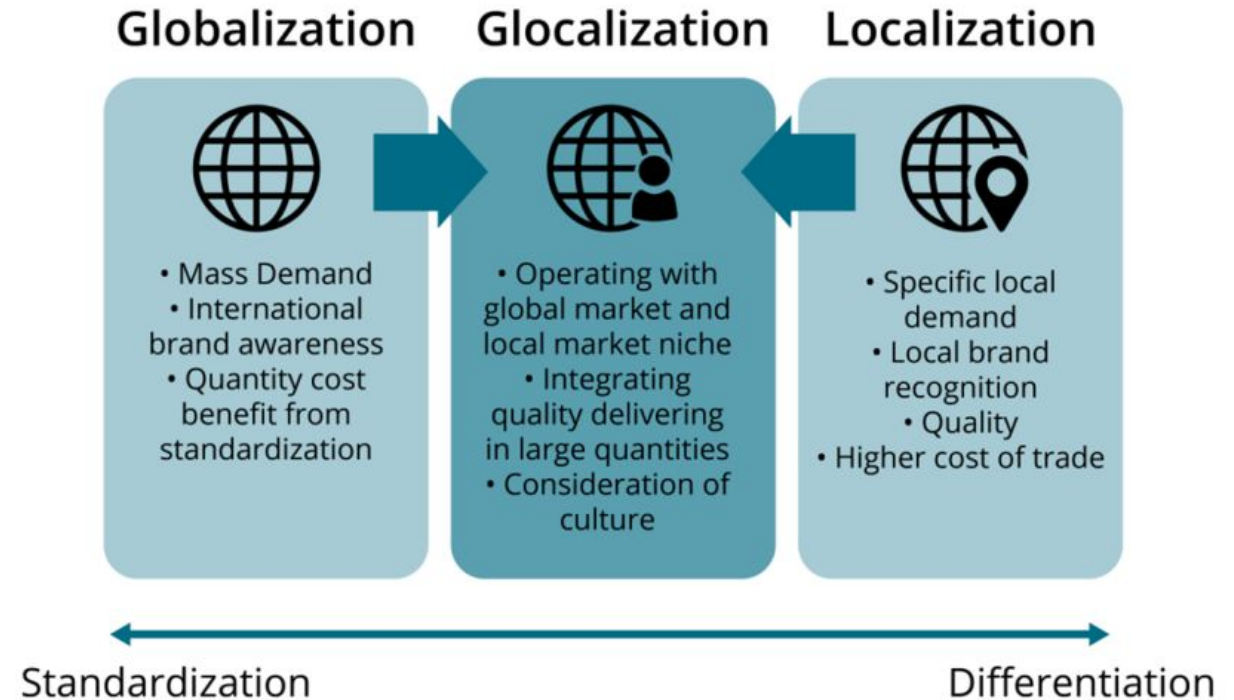 Globalization
Glocalization
Localization
• Mass Demand
• International
brand awareness
• Quantity cost
benefit from
standardization
• Operating with
global market and
local market niche
• Integrating
quality delivering
in large quantities
• Consideration of
culture
• Specific local
demand
• Local brand
recognition
• Quality
• Higher cost of trade
Standardization
Differentiation